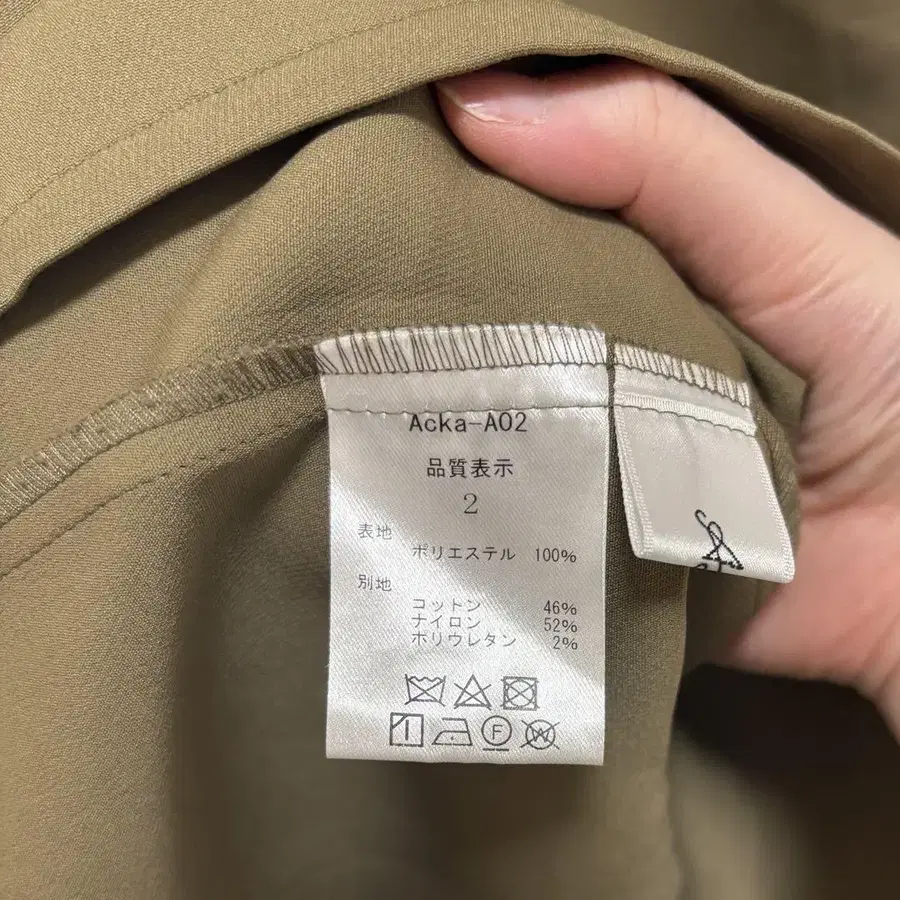 Acka-A02
品質表示
2
表地
ポリエステル 100%
別地
コットン 46%
ナイロン 52%
ポリウレタン 2%
F W